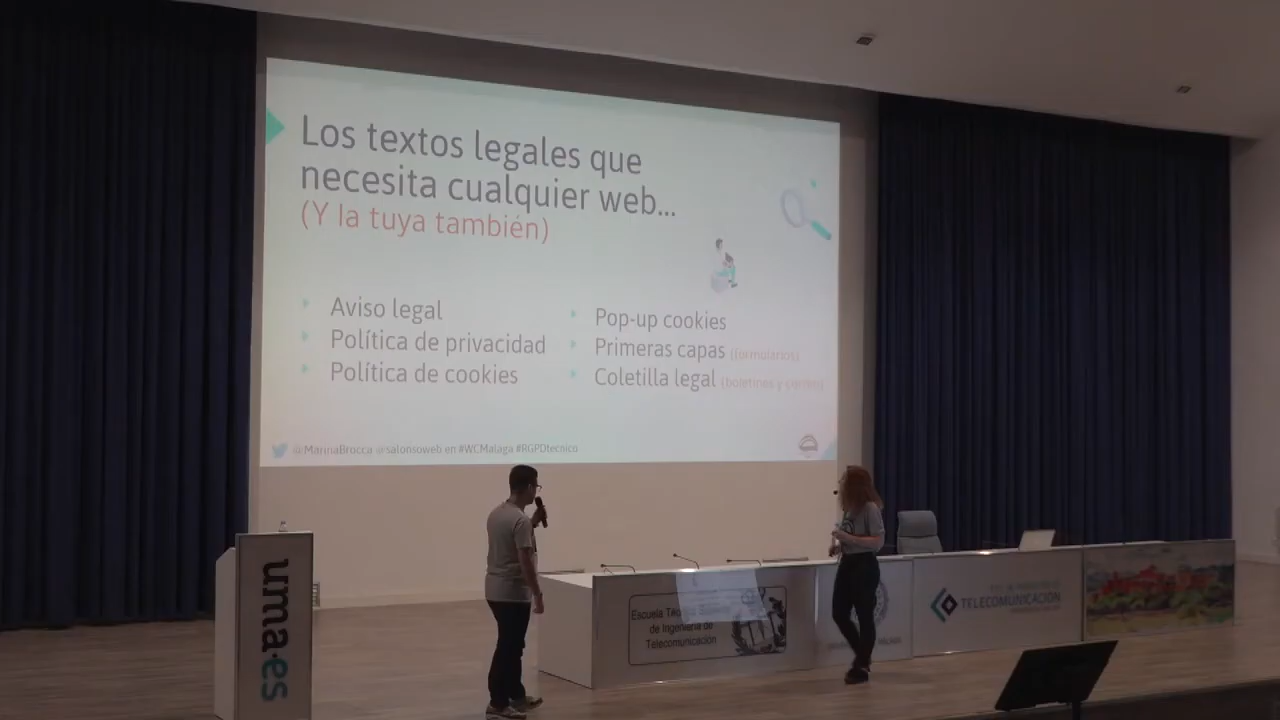 Los textos legales que
necesita cualquier web...
(Y la tuya también)
Aviso legal
Política de privacidad
Política de cookies
Pop-up cookies
Primeras capas (formularios)
Coletilla legal (boletines y
@MarinaBrocca @salonsoweb en #WCMalaga #RGPDtecnico
uma.es
Escuela Técnica
de Ingeniería de
Telecomunicación
TELECOMUNICACIÓN